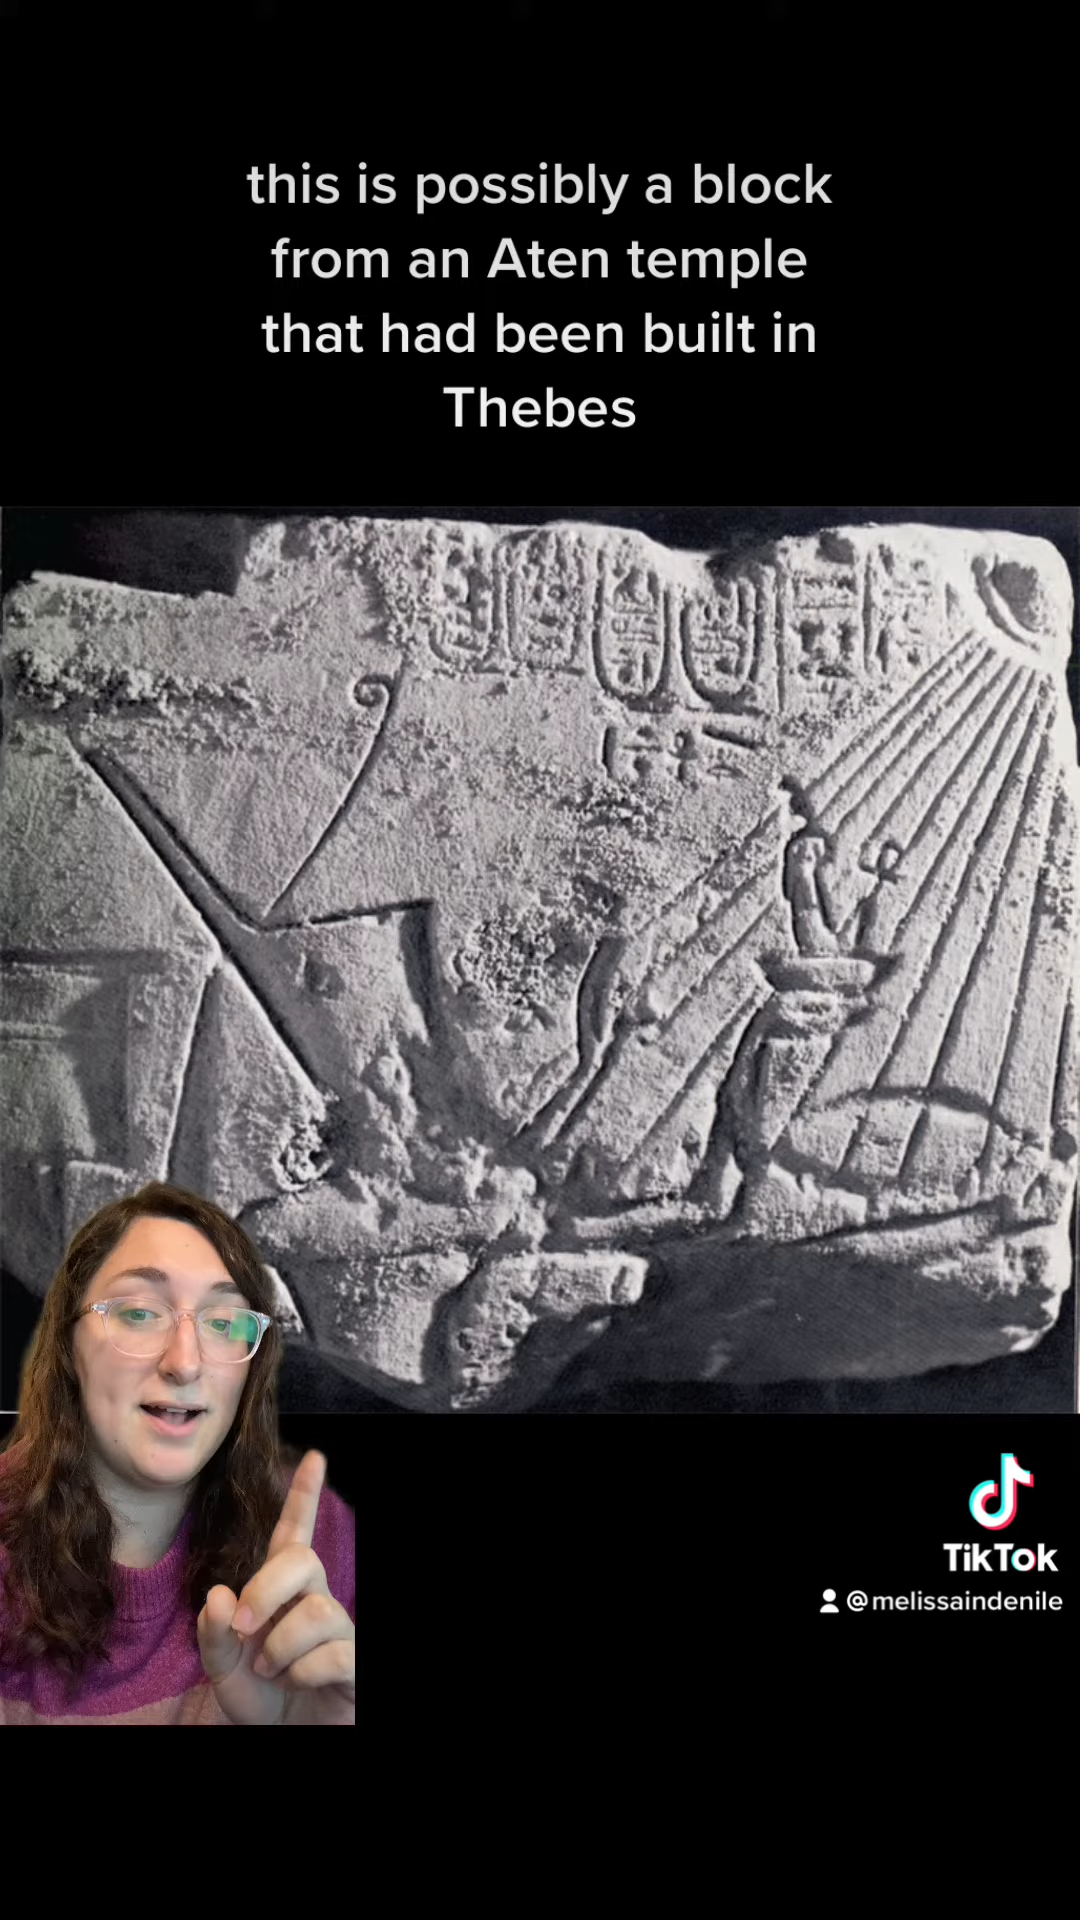 this is possibly a block
from an Aten temple
that had been built in
Thebes
TikTok
@melissaindenile